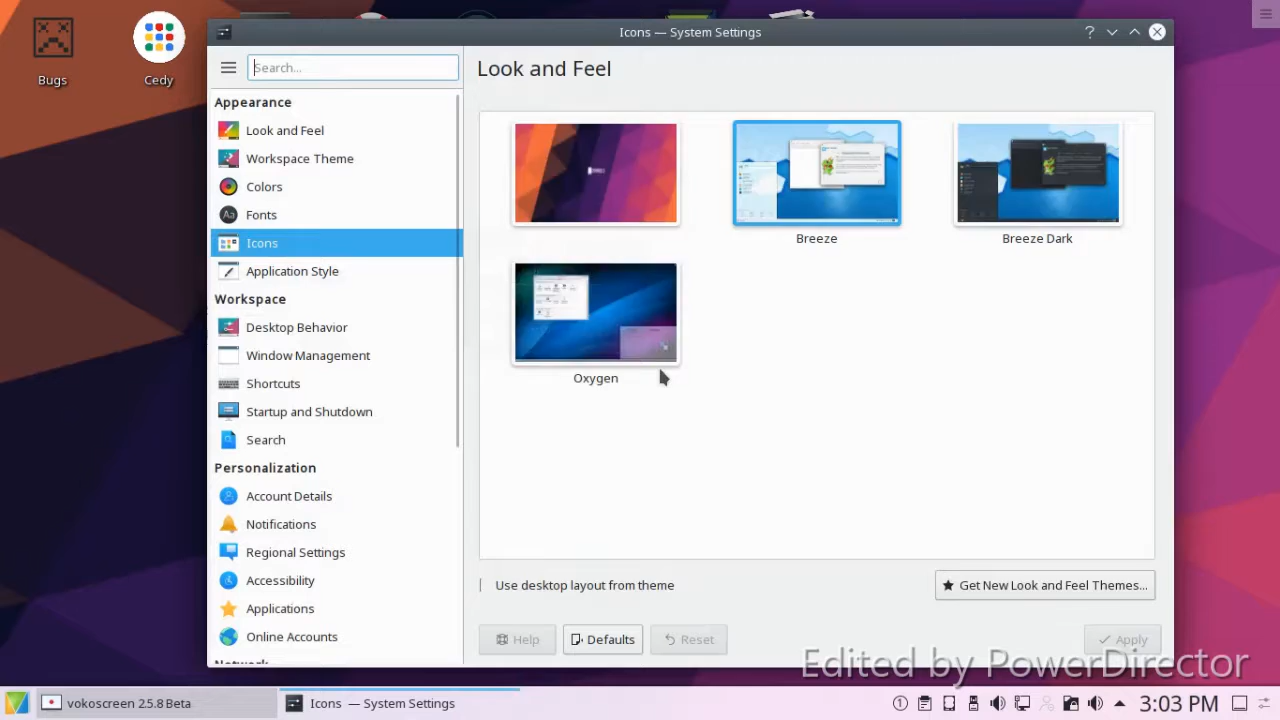 Bugs
Cedy
Icons — System Settings
Search...
Look and Feel
Appearance
Look and Feel
Workspace Theme
Colors
Fonts
Icons
Application Style
Workspace
Desktop Behavior
Window Management
Shortcuts
Startup and Shutdown
Search
Personalization
Account Details
Notifications
Regional Settings
Accessibility
Applications
Online Accounts
Network
Breeze
Breeze Dark
Oxygen
Use desktop layout from theme
Get New Look and Feel Themes...
Help
Defaults
Reset
Apply
Edited by PowerDirector
vokoscreen 2.5.8 Beta
Icons — System Settings
3:03 PM